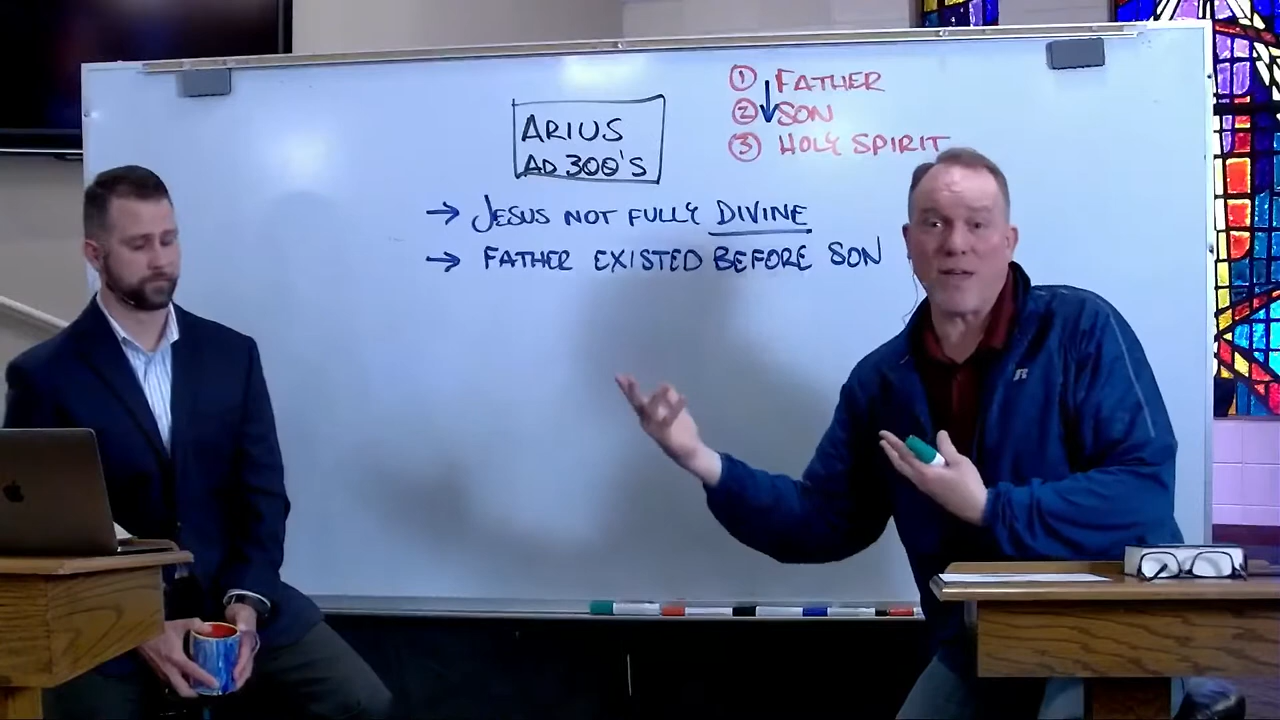 ① FATHER
② SON
③ HOLY SPIRIT
ARIUS
AD 300'S
→ JESUS NOT FULLY DIVINE
→ FATHER EXISTED BEFORE SON
R